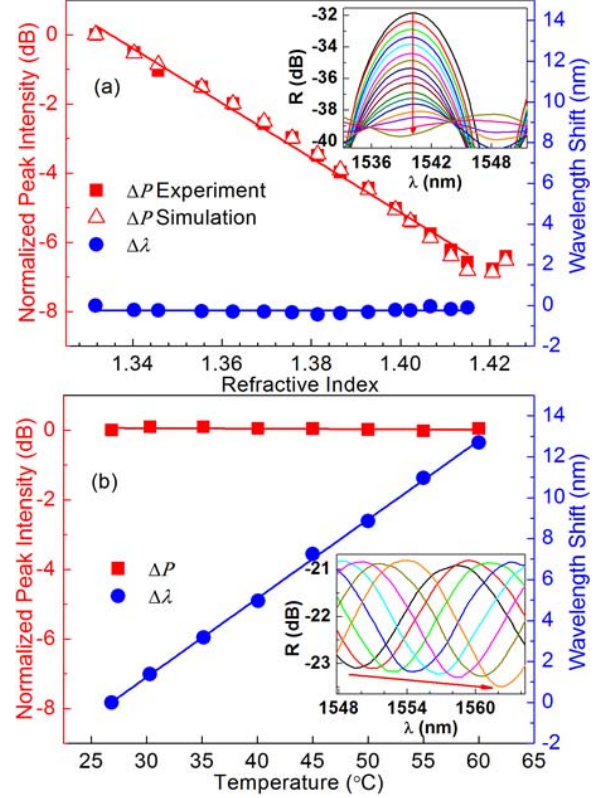 0
-2
-4
-6
-8
Normalized Peak Intensity (dB)
(a)
-32
-34
-36
-38
-40
R (dB)
1536 1542 1548
λ (nm)
ΔP Experiment
ΔP Simulation
Δλ
14
12
10
8
6
4
2
0
-2
Wavelength Shift (nm)
1.34 1.36 1.38 1.40 1.42
Refractive Index
0
-2
-4
-6
-8
Normalized Peak Intensity (dB)
(b)
ΔP
Δλ
-21
-22
-23
R (dB)
1548 1554 1560
λ (nm)
14
12
10
8
6
4
2
0
-2
Wavelength Shift (nm)
25 30 35 40 45 50 55 60 65
Temperature (°C)